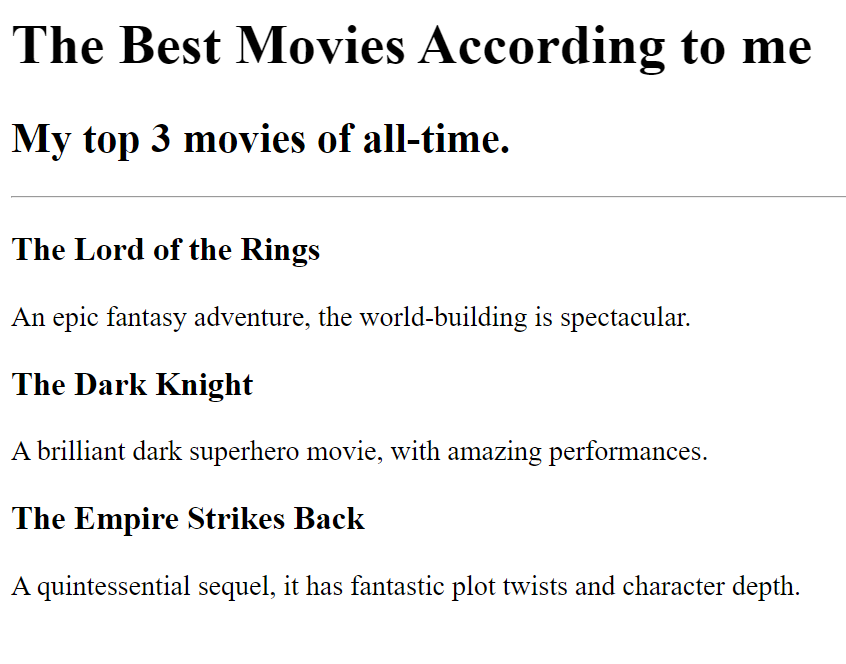 The Best Movies According to me
My top 3 movies of all-time.
The Lord of the Rings
An epic fantasy adventure, the world-building is spectacular.
The Dark Knight
A brilliant dark superhero movie, with amazing performances.
The Empire Strikes Back
A quintessential sequel, it has fantastic plot twists and character depth.